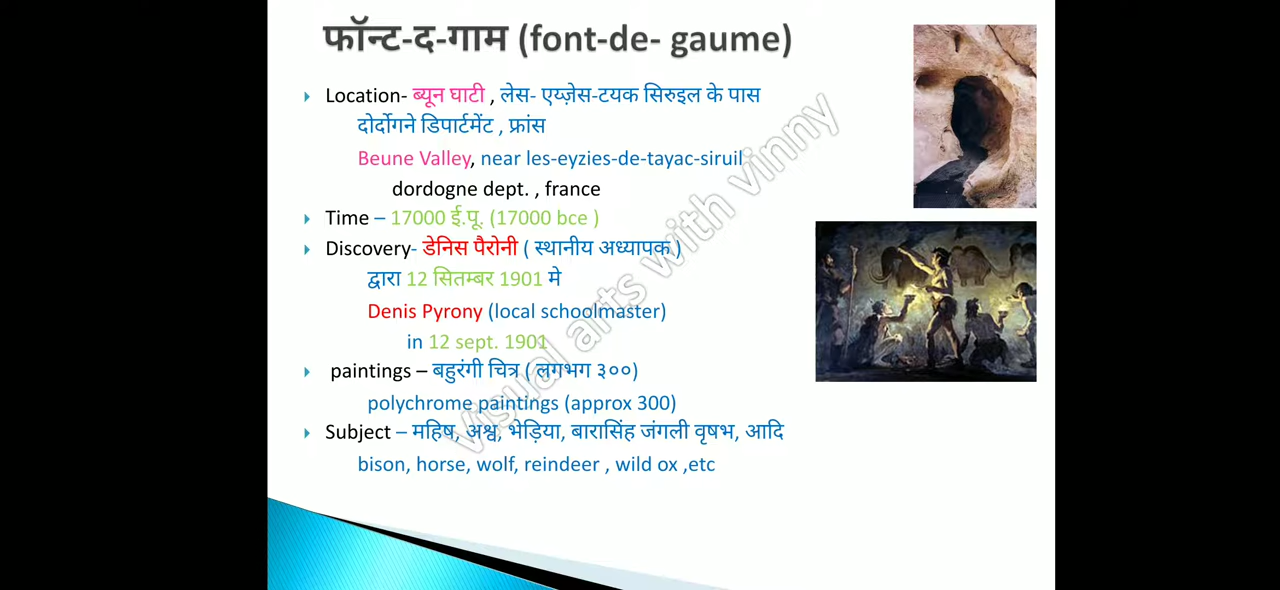 फॉन्ट-द-गाम (font-de- gaume)
Location- ब्यून घाटी , लेस- एय्ज़ेस-टयक सिरुइल के पास
दोर्दोगने डिपार्टमेंट , फ्रांस
Beune Valley, near les-eyzies-de-tayac-siruil
dordogne dept. , france
Time – 17000 ई.पू. (17000 bce )
Discovery- डेनिस पैरोनी ( स्थानीय अध्यापक )
द्वारा 12 सितम्बर 1901 मे
Denis Pyrony (local schoolmaster)
in 12 sept. 1901
paintings – बहुरंगी चित्र ( लगभग ३००)
polychrome paintings (approx 300)
Subject – महिष, अश्व, भेड़िया, बारासिंह जंगली वृषभ, आदि
bison, horse, wolf, reindeer , wild ox ,etc
Visual arts with vinny